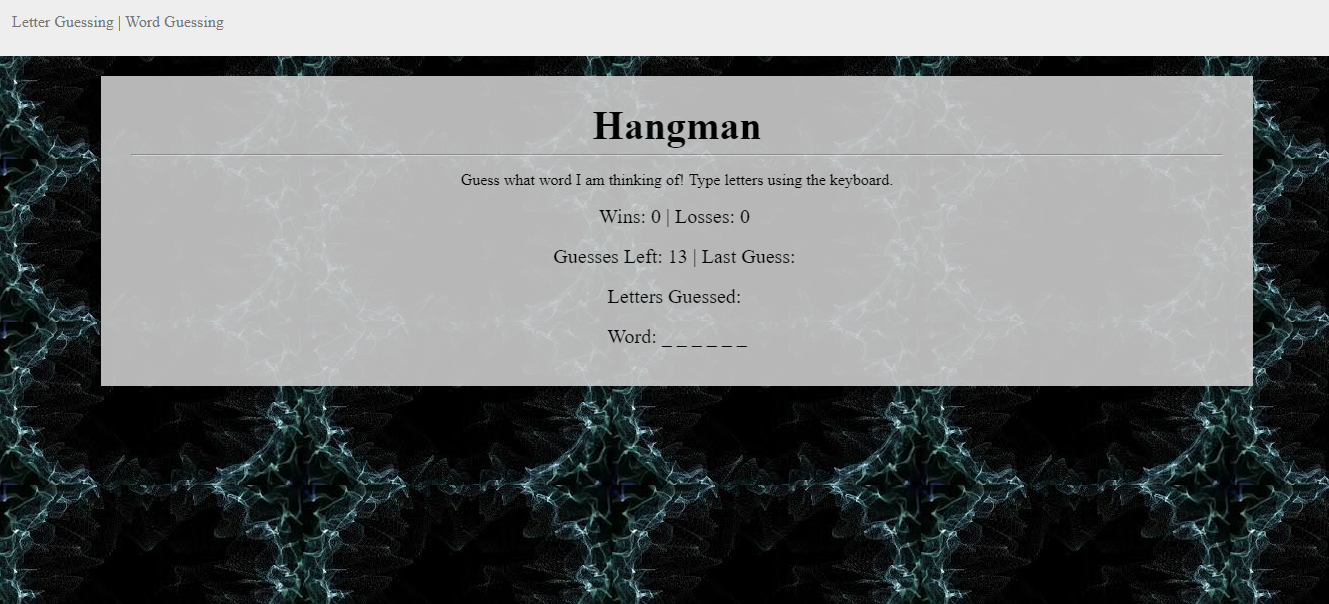 Letter Guessing | Word Guessing
Hangman
Guess what word I am thinking of! Type letters using the keyboard.
Wins: 0 | Losses: 0
Guesses Left: 13 | Last Guess:
Letters Guessed:
Word: _ _ _ _ _ _